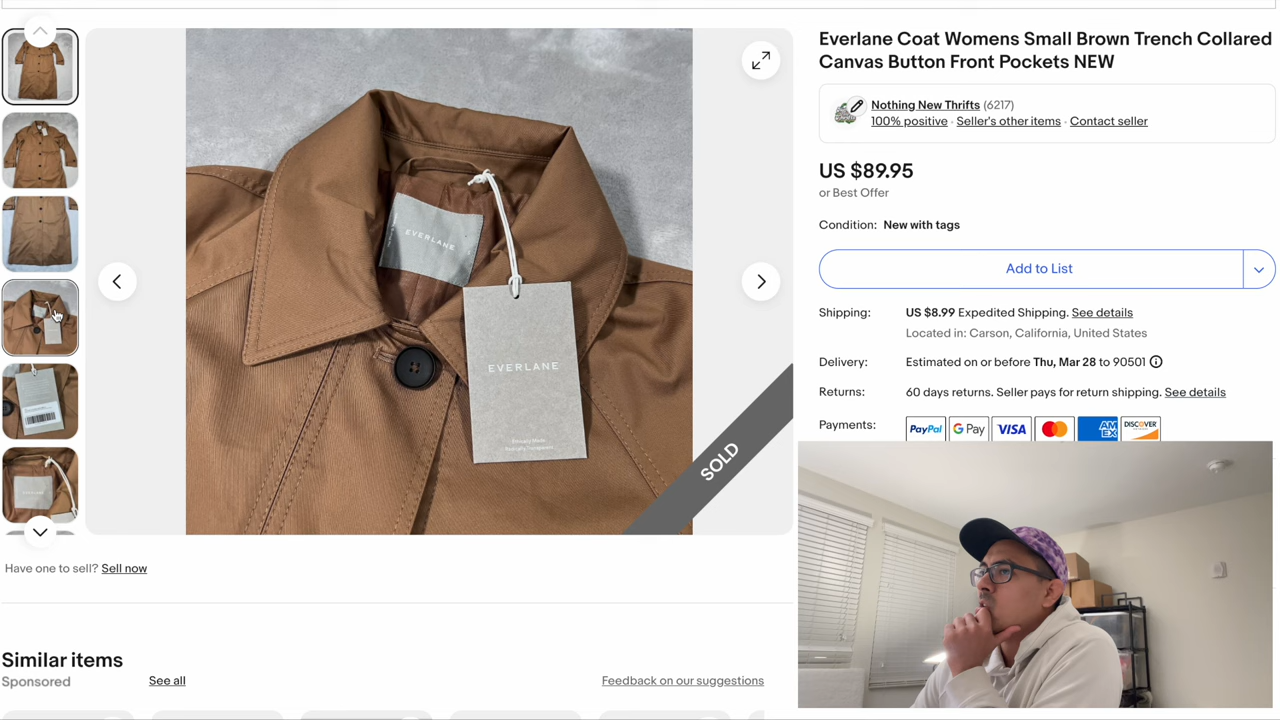 Everlane Coat Womens Small Brown Trench Collared
Canvas Button Front Pockets NEW
Nothing New Thrifts (6217)
100% positive · Seller's other items · Contact seller
US $89.95
or Best Offer
Condition: New with tags
Add to List
Shipping: US $8.99 Expedited Shipping. See details
Located in: Carson, California, United States
Delivery: Estimated on or before Thu, Mar 28 to 90501
Returns: 60 days returns. Seller pays for return shipping. See details
Payments: PayPal G Pay VISA AM EX DISCOVER
EVERLANE
EVERLANE
SOLD
Have one to sell? Sell now
Similar items
Sponsored
See all
Feedback on our suggestions